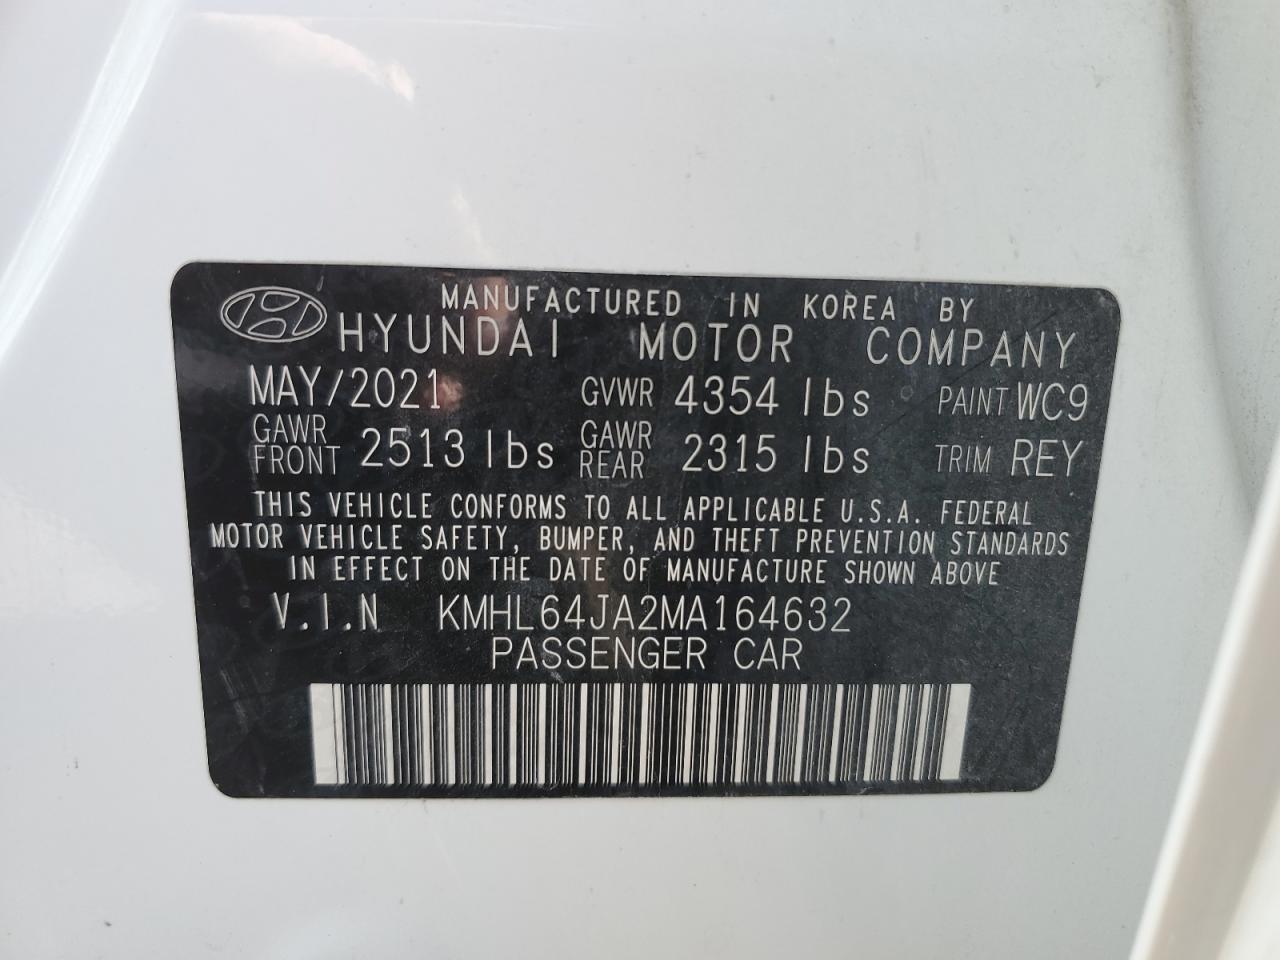 MANUFACTURED IN KOREA BY
HYUNDAI MOTOR COMPANY
MAY/2021 GVWR 4354 lbs PAINT WC9
GAWR FRONT 2513 lbs GAWR REAR 2315 lbs TRIM REY
THIS VEHICLE CONFORMS TO ALL APPLICABLE U.S.A. FEDERAL
MOTOR VEHICLE SAFETY, BUMPER, AND THEFT PREVENTION STANDARDS
IN EFFECT ON THE DATE OF MANUFACTURE SHOWN ABOVE
V.I.N KMHL64JA2MA164632
PASSENGER CAR